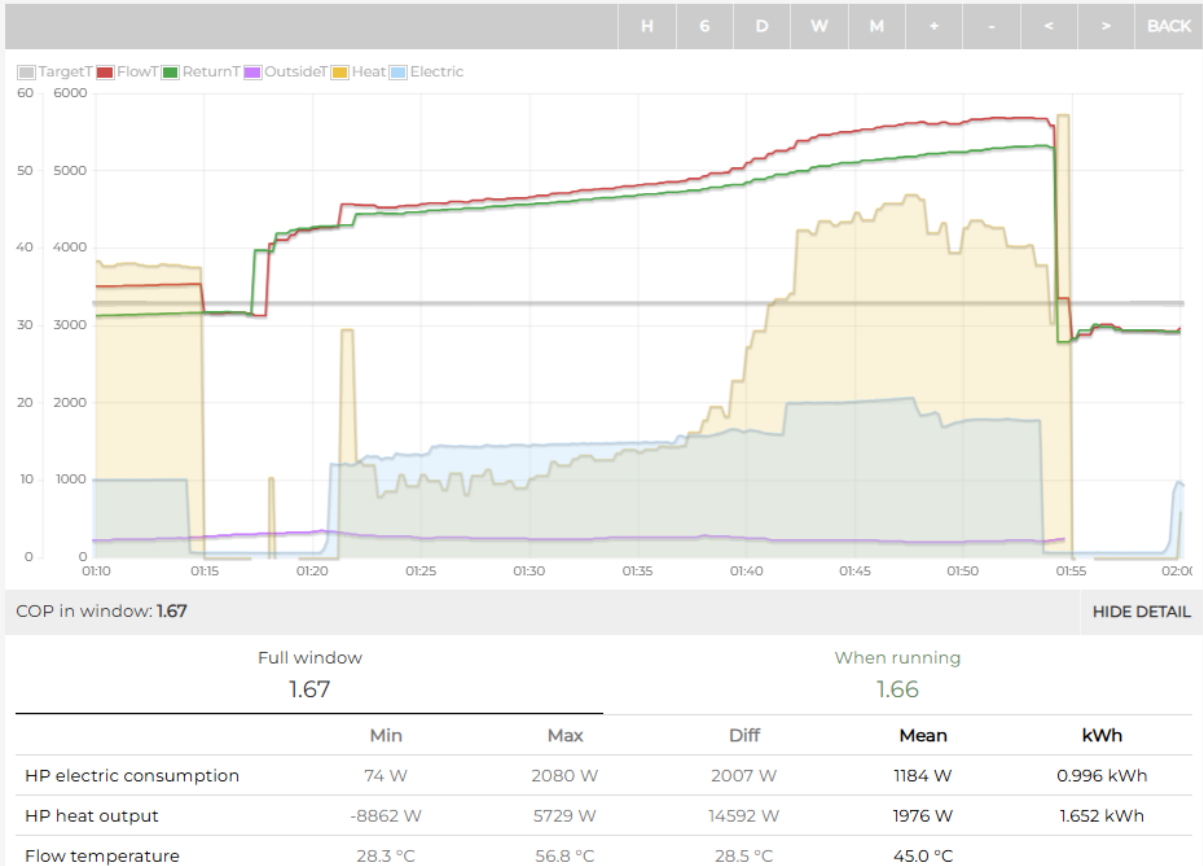 H 6 D W M + - < > BACK
TargetT FlowT ReturnT OutsideT Heat Electric
60 6000
50 5000
40 4000
30 3000
20 2000
10 1000
0 0
01:10 01:15 01:20 01:25 01:30 01:35 01:40 01:45 01:50 01:55 02:00
COP in window: 1.67 HIDE DETAIL
Full window When running
1.67 1.66
Min Max Diff Mean kWh
HP electric consumption 74 W 2080 W 2007 W 1184 W 0.996 kWh
HP heat output -8862 W 5729 W 14592 W 1976 W 1.652 kWh
Flow temperature 28.3 °C 56.8 °C 28.5 °C 45.0 °C